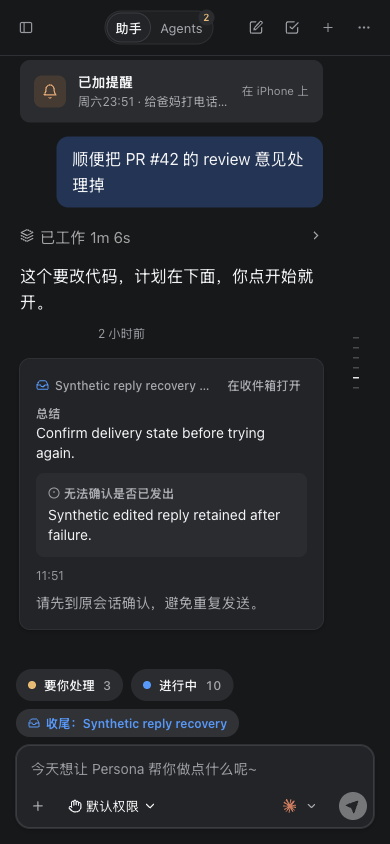 助手 Agents 2
已加提醒
周六23:51 · 给爸妈打电话... 在 iPhone 上
顺便把 PR #42 的 review 意见处
理掉
已工作 1m 6s
这个要改代码，计划在下面，你点开始就
开。
2 小时前
Synthetic reply recovery ... 在收件箱打开
总结
Confirm delivery state before trying
again.
无法确认是否已发出
Synthetic edited reply retained after
failure.
11:51
请先到原会话确认，避免重复发送。
要你处理 3 进行中 10
收尾：Synthetic reply recovery
今天想让 Persona 帮你做点什么呢~
默认权限